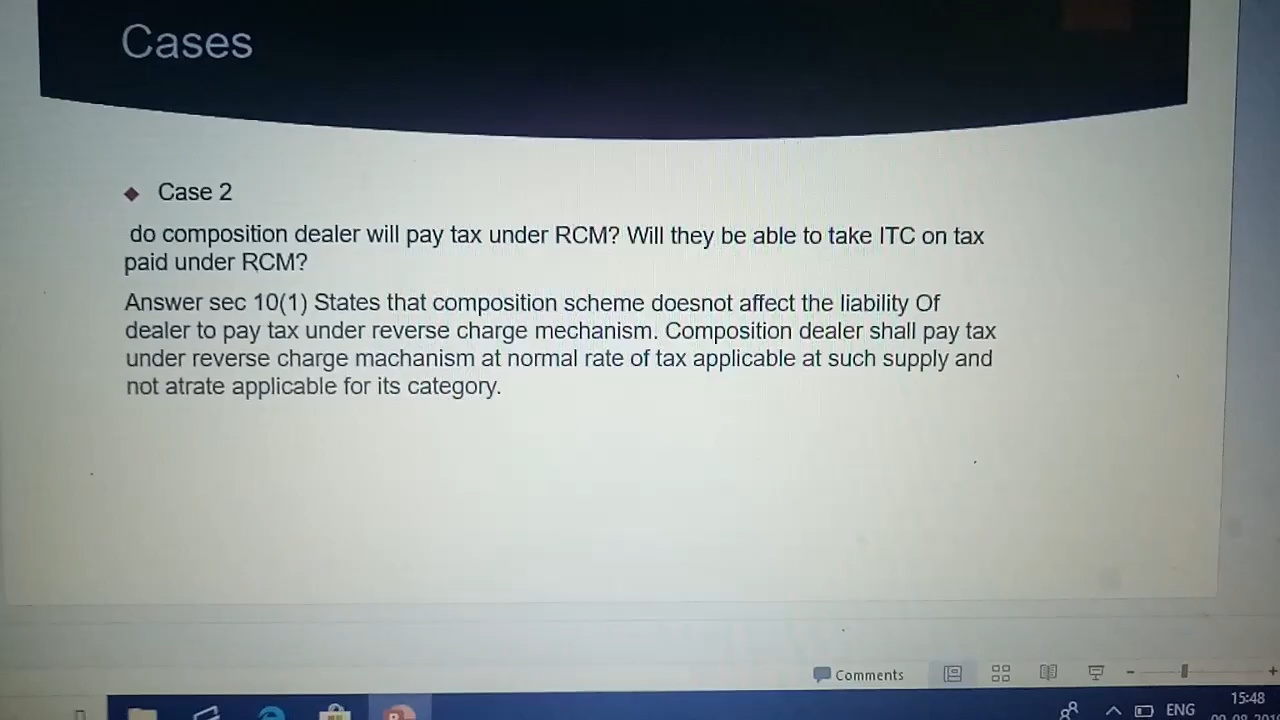 Cases
Case 2
do composition dealer will pay tax under RCM? Will they be able to take ITC on tax
paid under RCM?
Answer sec 10(1) States that composition scheme doesnot affect the liability Of
dealer to pay tax under reverse charge mechanism. Composition dealer shall pay tax
under reverse charge machanism at normal rate of tax applicable at such supply and
not atrate applicable for its category.
Comments
15:48
ENG